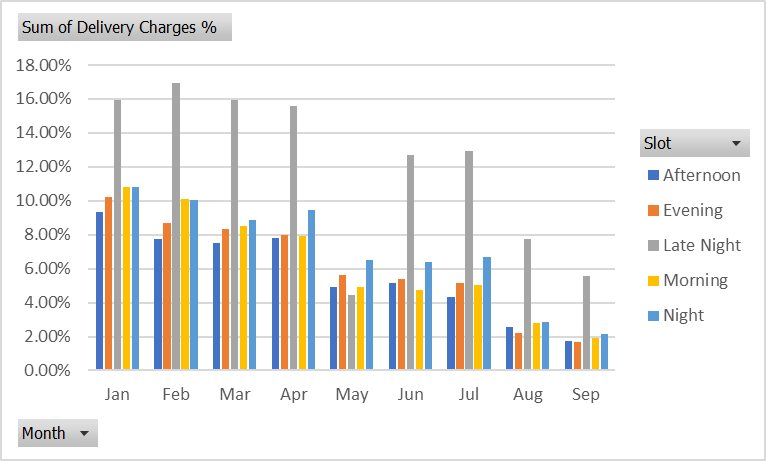 Sum of Delivery Charges %
18.00%
16.00%
14.00%
12.00%
10.00%
8.00%
6.00%
4.00%
2.00%
0.00%
Jan Feb Mar Apr May Jun Jul Aug Sep
Month
Slot
Afternoon
Evening
Late Night
Morning
Night